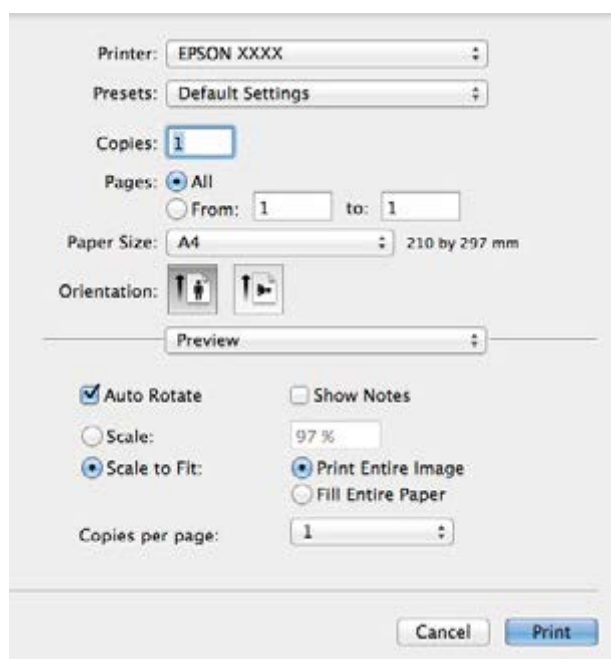 Printer: EPSON XXXX
Presets: Default Settings
Copies: 1
Pages: All
From: 1 to: 1
Paper Size: A4 210 by 297 mm
Orientation:
Preview
Auto Rotate Show Notes
Scale: 97 %
Scale to Fit: Print Entire Image
Fill Entire Paper
Copies per page: 1
Cancel Print